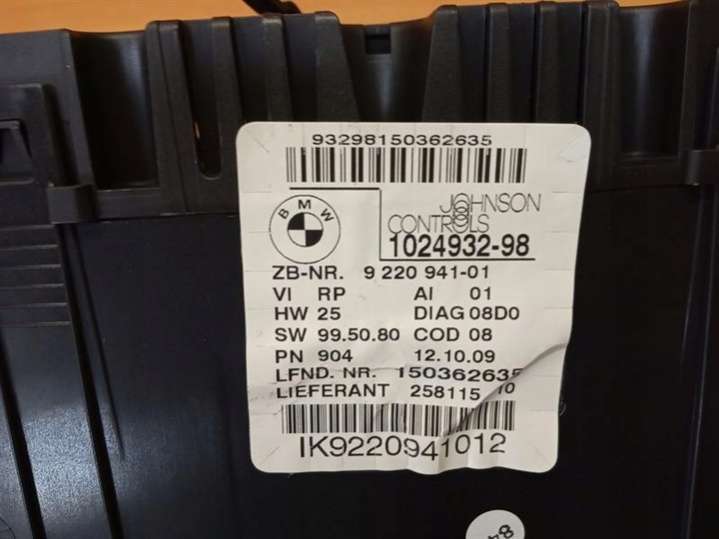 93298150362635
BMW
JOHNSON
CONTROLS
1024932-98
ZB-NR. 9 220 941-01
VI RP AI 01
HW 25 DIAG 08D0
SW 99.50.80 COD 08
PN 904 12.10.09
LFND. NR. 150362635
LIEFERANT 258115 10
IK9220941012